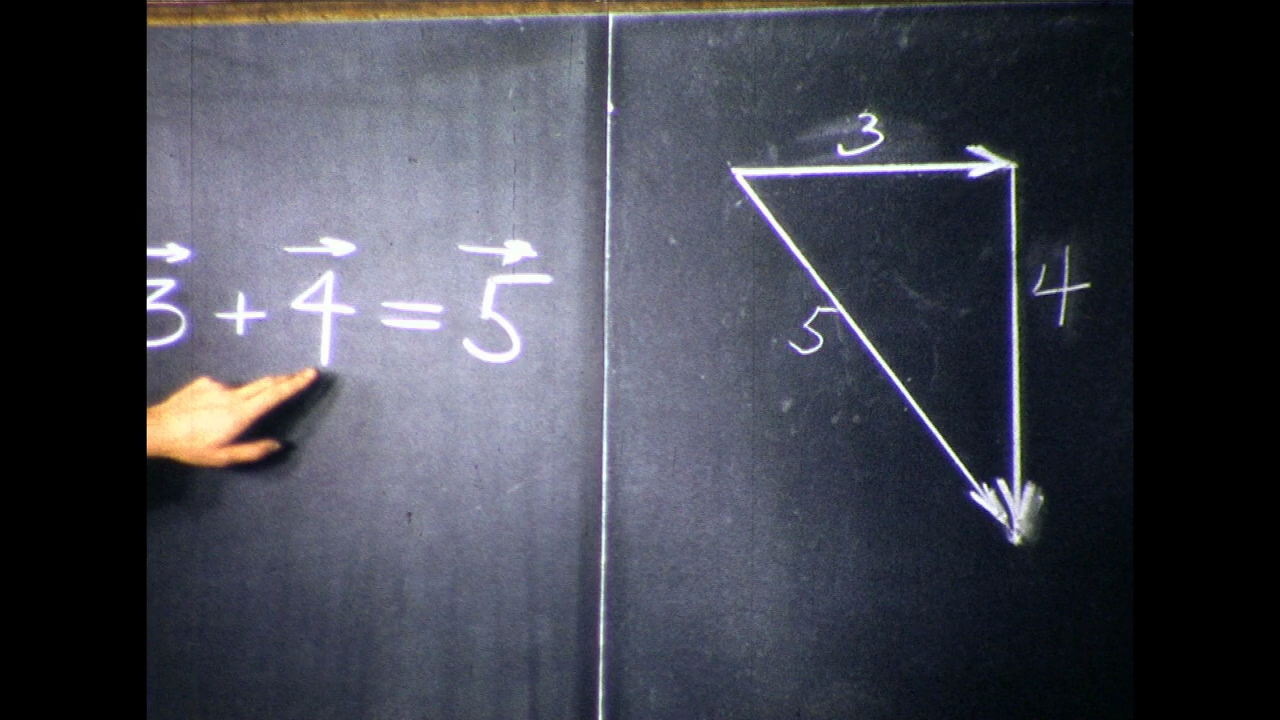 3⃗ + 4⃗ = 5⃗
3
4
5